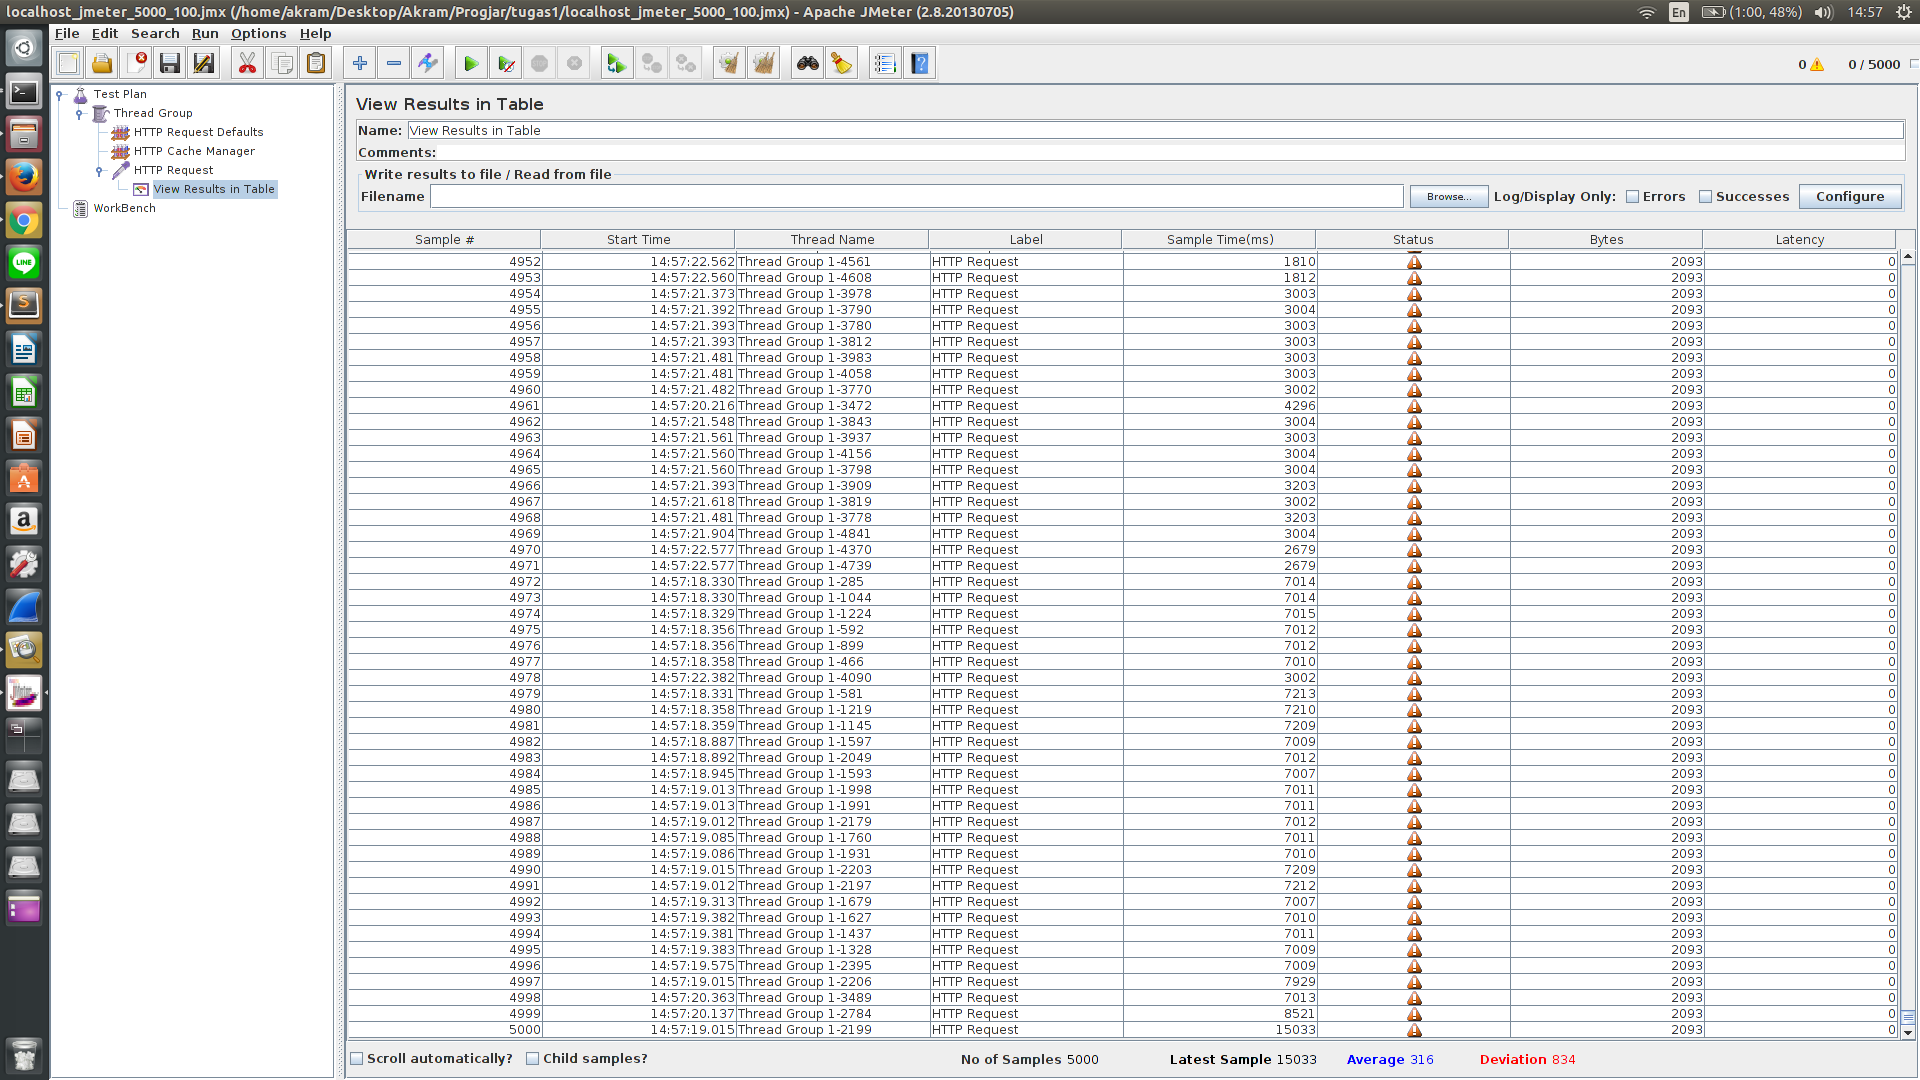 localhost_jmeter_5000_100.jmx (/home/akram/Desktop/Akram/Progjar/tugas1/localhost_jmeter_5000_100.jmx) - Apache JMeter (2.8.20130705)
En (1:00, 48%) 14:57
File Edit Search Run Options Help
0 0 / 5000
Test Plan
Thread Group
HTTP Request Defaults
HTTP Cache Manager
HTTP Request
View Results in Table
WorkBench
View Results in Table
Name: View Results in Table
Comments:
Write results to file / Read from file
Filename Browse... Log/Display Only: Errors Successes Configure
Sample # Start Time Thread Name Label Sample Time(ms) Status Bytes Latency
4952 14:57:22.562 Thread Group 1-4561 HTTP Request 1810 2093 0
4953 14:57:22.560 Thread Group 1-4608 HTTP Request 1812 2093 0
4954 14:57:21.373 Thread Group 1-3978 HTTP Request 3003 2093 0
4955 14:57:21.392 Thread Group 1-3790 HTTP Request 3004 2093 0
4956 14:57:21.393 Thread Group 1-3780 HTTP Request 3003 2093 0
4957 14:57:21.393 Thread Group 1-3812 HTTP Request 3003 2093 0
4958 14:57:21.481 Thread Group 1-3983 HTTP Request 3003 2093 0
4959 14:57:21.481 Thread Group 1-4058 HTTP Request 3003 2093 0
4960 14:57:21.482 Thread Group 1-3770 HTTP Request 3002 2093 0
4961 14:57:20.216 Thread Group 1-3472 HTTP Request 4296 2093 0
4962 14:57:21.548 Thread Group 1-3843 HTTP Request 3004 2093 0
4963 14:57:21.561 Thread Group 1-3937 HTTP Request 3003 2093 0
4964 14:57:21.560 Thread Group 1-4156 HTTP Request 3004 2093 0
4965 14:57:21.560 Thread Group 1-3798 HTTP Request 3004 2093 0
4966 14:57:21.393 Thread Group 1-3909 HTTP Request 3203 2093 0
4967 14:57:21.618 Thread Group 1-3819 HTTP Request 3002 2093 0
4968 14:57:21.481 Thread Group 1-3778 HTTP Request 3203 2093 0
4969 14:57:21.904 Thread Group 1-4841 HTTP Request 3004 2093 0
4970 14:57:22.577 Thread Group 1-4370 HTTP Request 2679 2093 0
4971 14:57:22.577 Thread Group 1-4739 HTTP Request 2679 2093 0
4972 14:57:18.330 Thread Group 1-285 HTTP Request 7014 2093 0
4973 14:57:18.330 Thread Group 1-1044 HTTP Request 7014 2093 0
4974 14:57:18.329 Thread Group 1-1224 HTTP Request 7015 2093 0
4975 14:57:18.356 Thread Group 1-592 HTTP Request 7012 2093 0
4976 14:57:18.356 Thread Group 1-899 HTTP Request 7012 2093 0
4977 14:57:18.358 Thread Group 1-466 HTTP Request 7010 2093 0
4978 14:57:22.382 Thread Group 1-4090 HTTP Request 3002 2093 0
4979 14:57:18.331 Thread Group 1-581 HTTP Request 7213 2093 0
4980 14:57:18.358 Thread Group 1-1219 HTTP Request 7210 2093 0
4981 14:57:18.359 Thread Group 1-1145 HTTP Request 7209 2093 0
4982 14:57:18.887 Thread Group 1-1597 HTTP Request 7009 2093 0
4983 14:57:18.892 Thread Group 1-2049 HTTP Request 7012 2093 0
4984 14:57:18.945 Thread Group 1-1593 HTTP Request 7007 2093 0
4985 14:57:19.013 Thread Group 1-1998 HTTP Request 7011 2093 0
4986 14:57:19.013 Thread Group 1-1991 HTTP Request 7011 2093 0
4987 14:57:19.012 Thread Group 1-2179 HTTP Request 7012 2093 0
4988 14:57:19.085 Thread Group 1-1760 HTTP Request 7011 2093 0
4989 14:57:19.086 Thread Group 1-1931 HTTP Request 7010 2093 0
4990 14:57:19.015 Thread Group 1-2203 HTTP Request 7209 2093 0
4991 14:57:19.012 Thread Group 1-2197 HTTP Request 7212 2093 0
4992 14:57:19.313 Thread Group 1-1679 HTTP Request 7007 2093 0
4993 14:57:19.382 Thread Group 1-1627 HTTP Request 7010 2093 0
4994 14:57:19.381 Thread Group 1-1437 HTTP Request 7011 2093 0
4995 14:57:19.383 Thread Group 1-1328 HTTP Request 7009 2093 0
4996 14:57:19.575 Thread Group 1-2395 HTTP Request 7009 2093 0
4997 14:57:19.015 Thread Group 1-2206 HTTP Request 7929 2093 0
4998 14:57:20.363 Thread Group 1-3489 HTTP Request 7013 2093 0
4999 14:57:20.137 Thread Group 1-2784 HTTP Request 8521 2093 0
5000 14:57:19.015 Thread Group 1-2199 HTTP Request 15033 2093 0
Scroll automatically? Child samples? No of Samples 5000 Latest Sample 15033 Average 316 Deviation 834